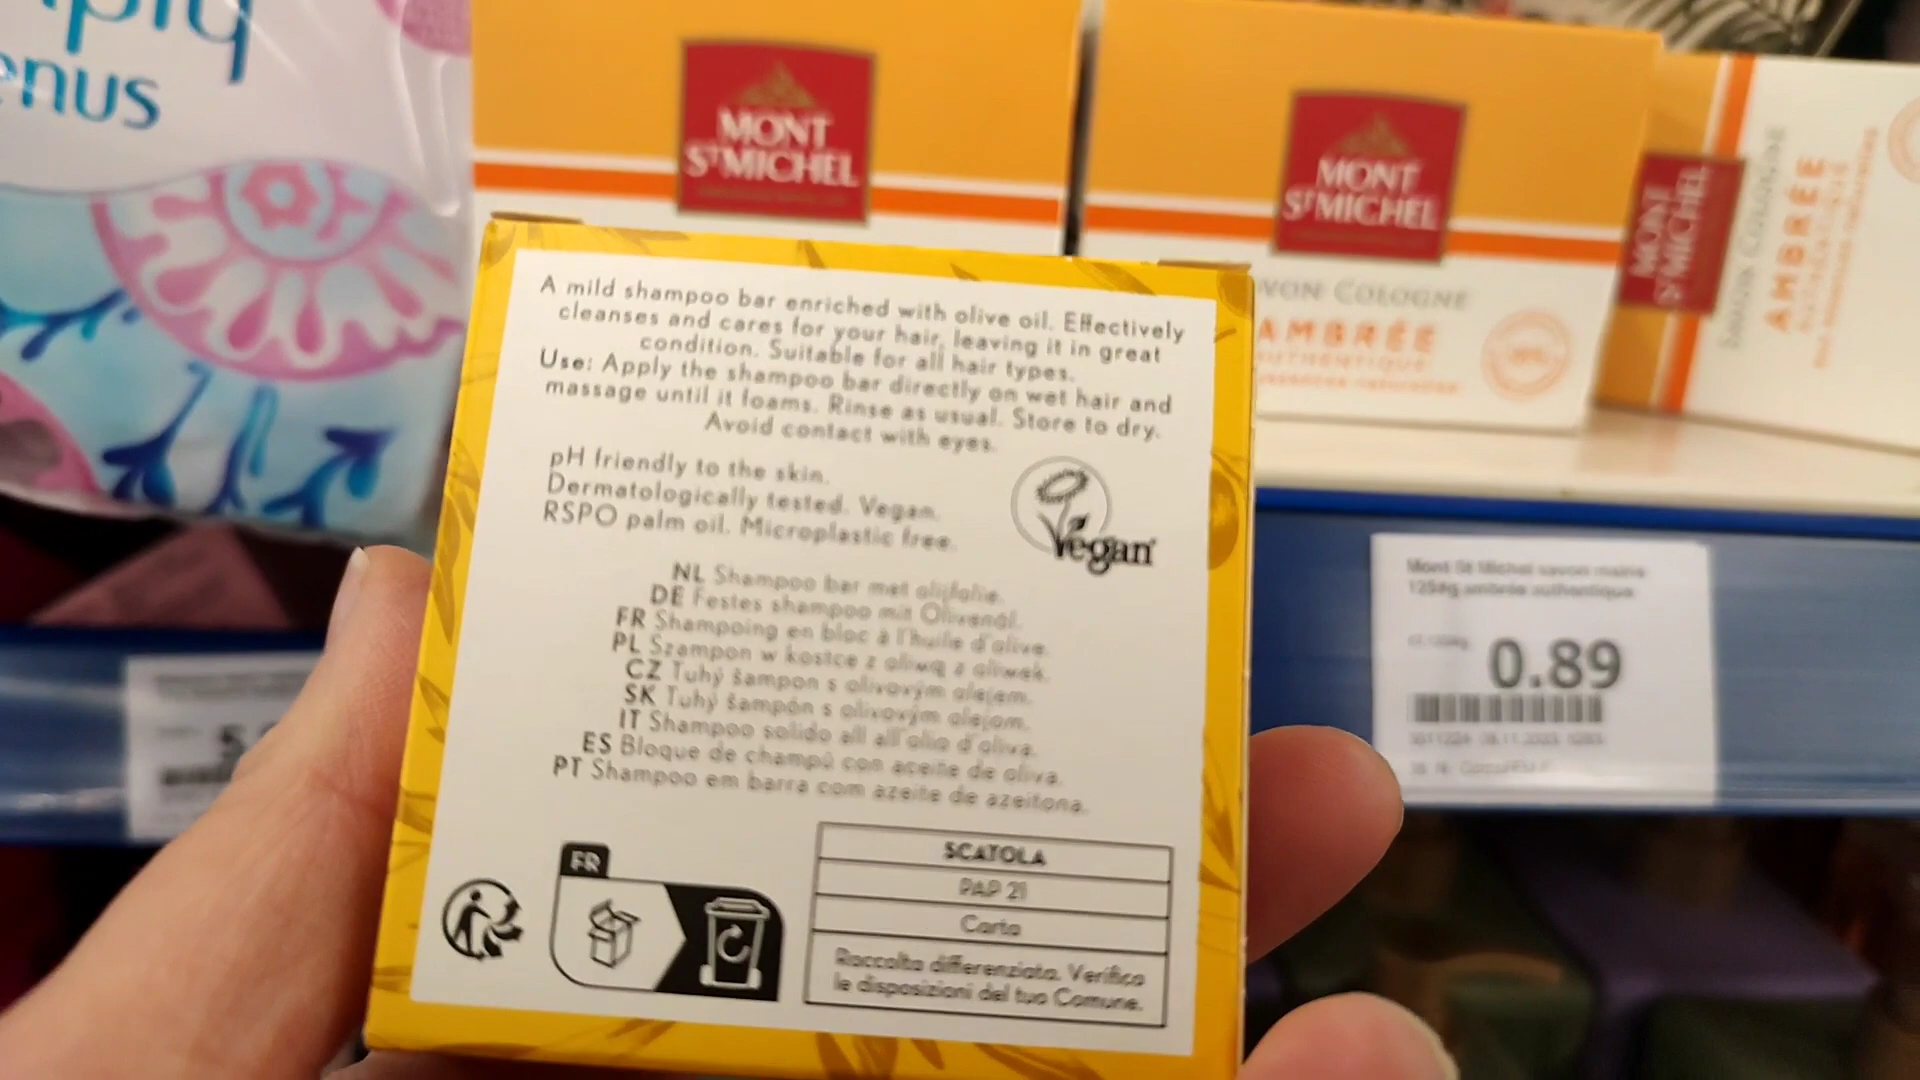 enus
MONT
ST MICHEL
MONT
ST MICHEL
MONT
ST MICHEL
VON COLOGNE
AMBRÉE
AUTHENTIQUE
SAVON COLOGNE
AMBRÉE
AUTHENTIQUE
A mild shampoo bar enriched with olive oil. Effectively
cleanses and cares for your hair, leaving it in great
condition. Suitable for all hair types.
Use: Apply the shampoo bar directly on wet hair and
massage until it foams. Rinse as usual. Store to dry.
Avoid contact with eyes.
pH friendly to the skin.
Dermatologically tested. Vegan.
RSPO palm oil. Microplastic free.
Vegan
NL Shampoo bar met olijfolie.
DE Festes shampoo mit Olivenöl.
FR Shampoing en bloc à l'huile d'olive.
PL Szampon w kostce z oliwą z oliwek.
CZ Tuhý šampon s olivovým olejem.
SK Tuhý šampón s olivovým olejom.
IT Shampoo solido all all'olio d'oliva.
ES Bloque de champú con aceite de oliva.
PT Shampoo em barra com azeite de azeitona.
FR
SCATOLA
PAP 21
Carta
Raccolta differenziata. Verifica
le disposizioni del tuo Comune.
Mont St Michel savon mains
125g ambrée authentique
0.89